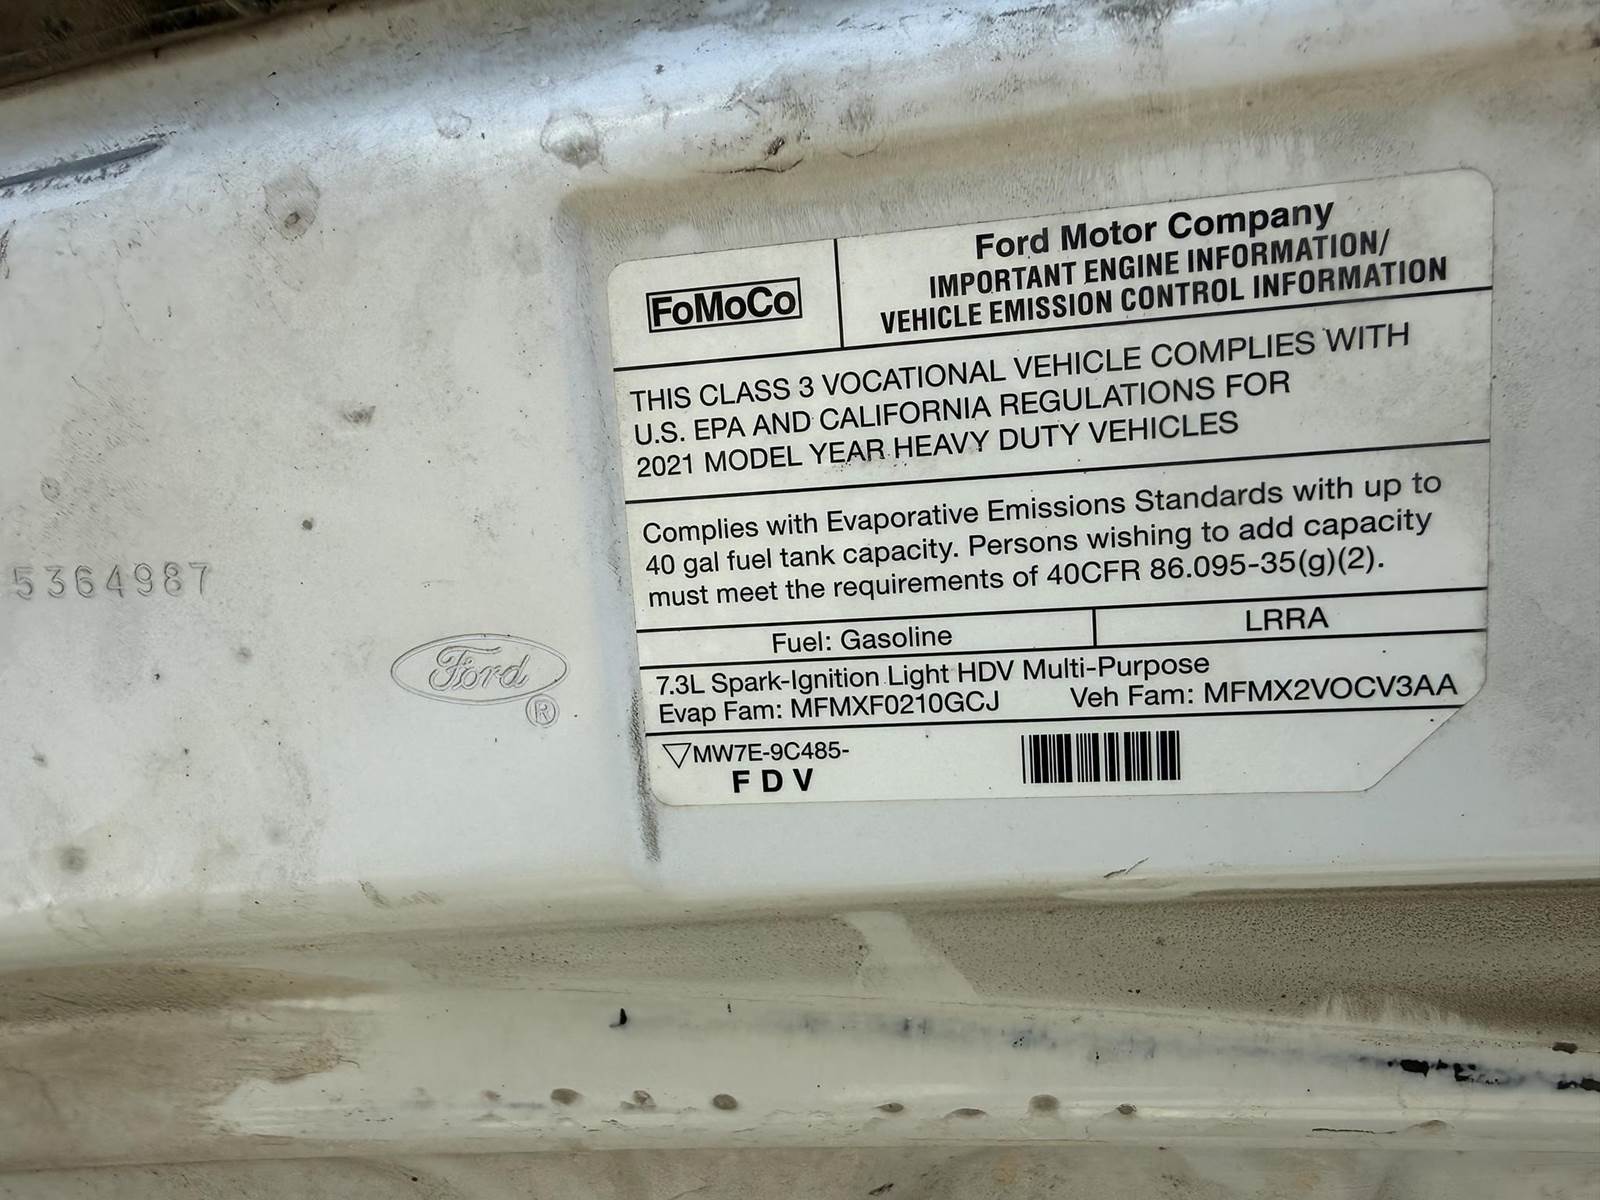 FoMoCo
Ford Motor Company
IMPORTANT ENGINE INFORMATION/
VEHICLE EMISSION CONTROL INFORMATION
THIS CLASS 3 VOCATIONAL VEHICLE COMPLIES WITH
U.S. EPA AND CALIFORNIA REGULATIONS FOR
2021 MODEL YEAR HEAVY DUTY VEHICLES
Complies with Evaporative Emissions Standards with up to
40 gal fuel tank capacity. Persons wishing to add capacity
must meet the requirements of 40CFR 86.095-35(g)(2).
Fuel: Gasoline LRRA
7.3L Spark-Ignition Light HDV Multi-Purpose
Evap Fam: MFMXF0210GCJ Veh Fam: MFMX2VOCV3AA
MW7E-9C485-
F D V
5364987
Ford
®